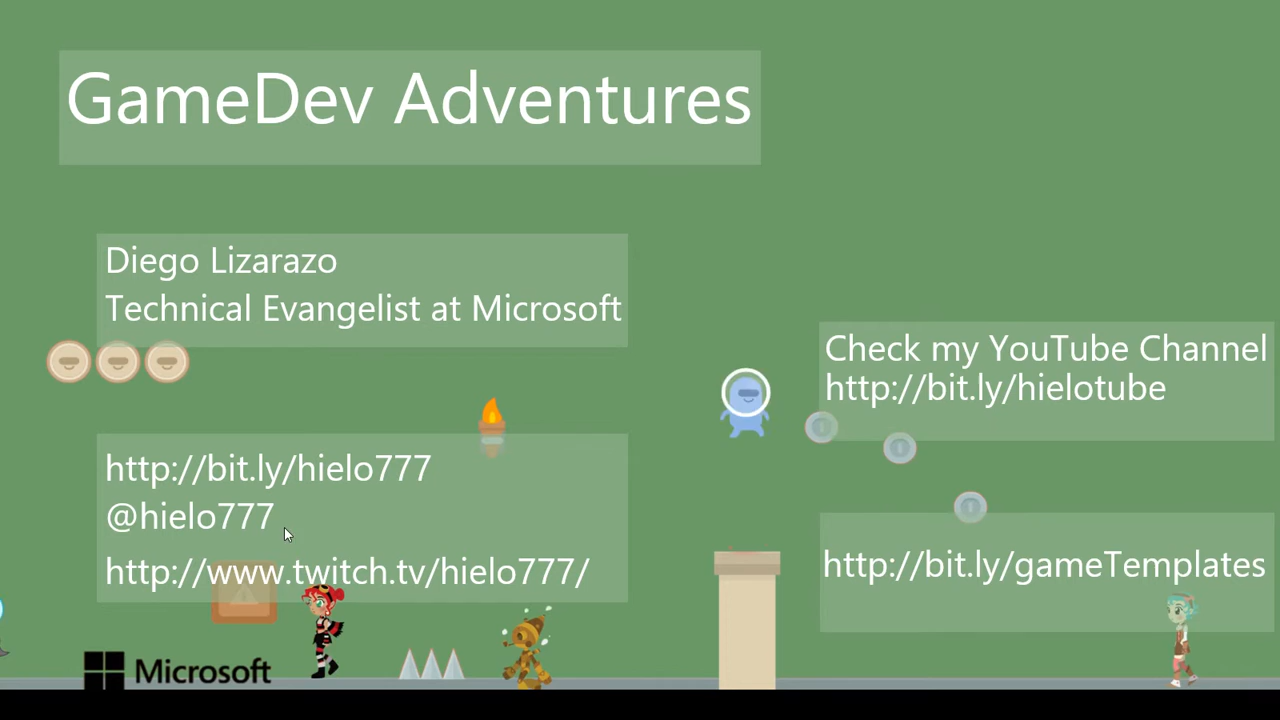 GameDev Adventures
Diego Lizarazo
Technical Evangelist at Microsoft
Check my YouTube Channel
http://bit.ly/hielotube
http://bit.ly/hielo777
@hielo777
http://www.twitch.tv/hielo777/
http://bit.ly/gameTemplates
Microsoft